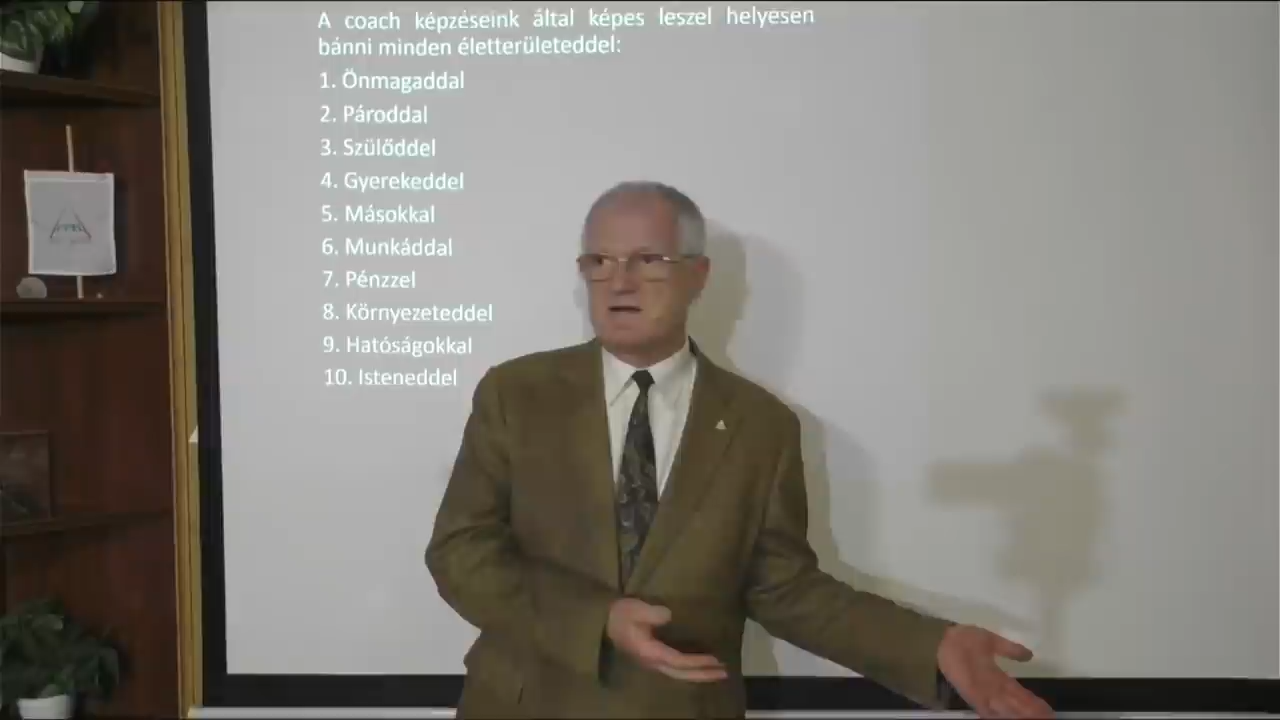 A coach képzéseink által képes leszel helyesen
bánni minden életterületeddel:
1. Önmagaddal
2. Pároddal
3. Szülőddel
4. Gyerekeddel
5. Másokkal
6. Munkáddal
7. Pénzzel
8. Környezeteddel
9. Hatóságokkal
10. Isteneddel